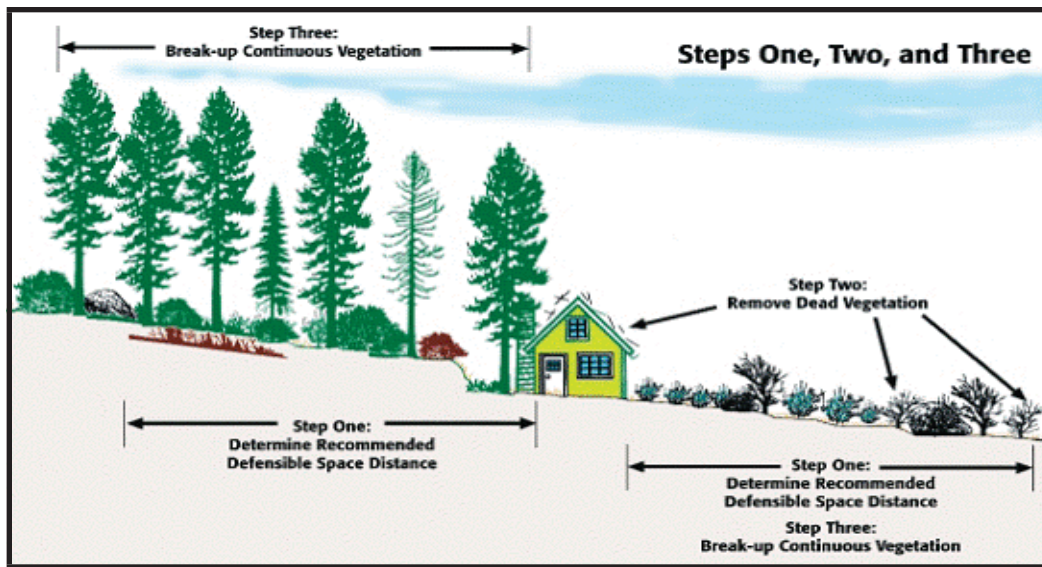 Step Three:
Break-up Continuous Vegetation
Steps One, Two, and Three
Step Two:
Remove Dead Vegetation
Step One:
Determine Recommended
Defensible Space Distance
Step One:
Determine Recommended
Defensible Space Distance
Step Three:
Break-up Continuous Vegetation